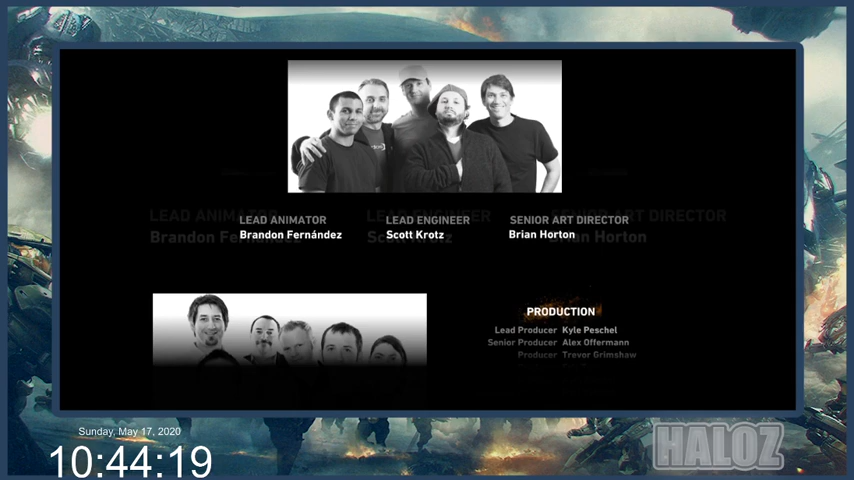 LEAD ANIMATOR LEAD ENGINEER SENIOR ART DIRECTOR
Brandon Fernández Scott Krotz Brian Horton
PRODUCTION
Lead Producer Kyle Peschel
Senior Producer Alex Offermann
Producer Trevor Grimshaw
Sunday, May 17, 2020
10:44:19
HALOZ